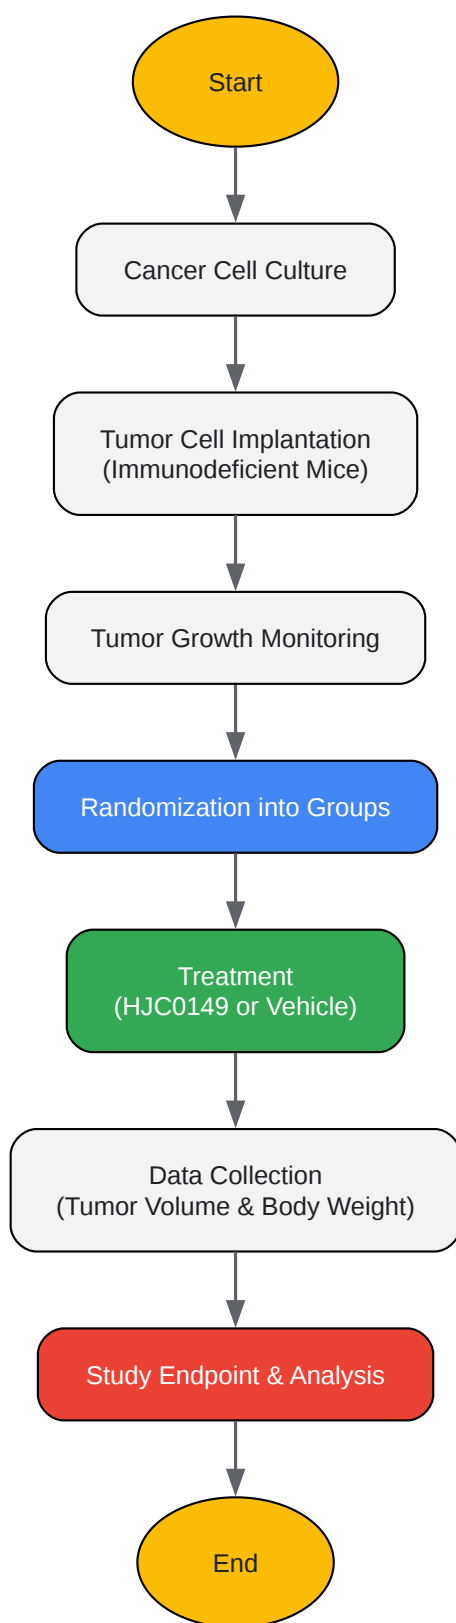 Start
Cancer Cell Culture
Tumor Cell Implantation
(Immunodeficient Mice)
Tumor Growth Monitoring
Randomization into Groups
Treatment
(HJC0149 or Vehicle)
Data Collection
(Tumor Volume & Body Weight)
Study Endpoint & Analysis
End